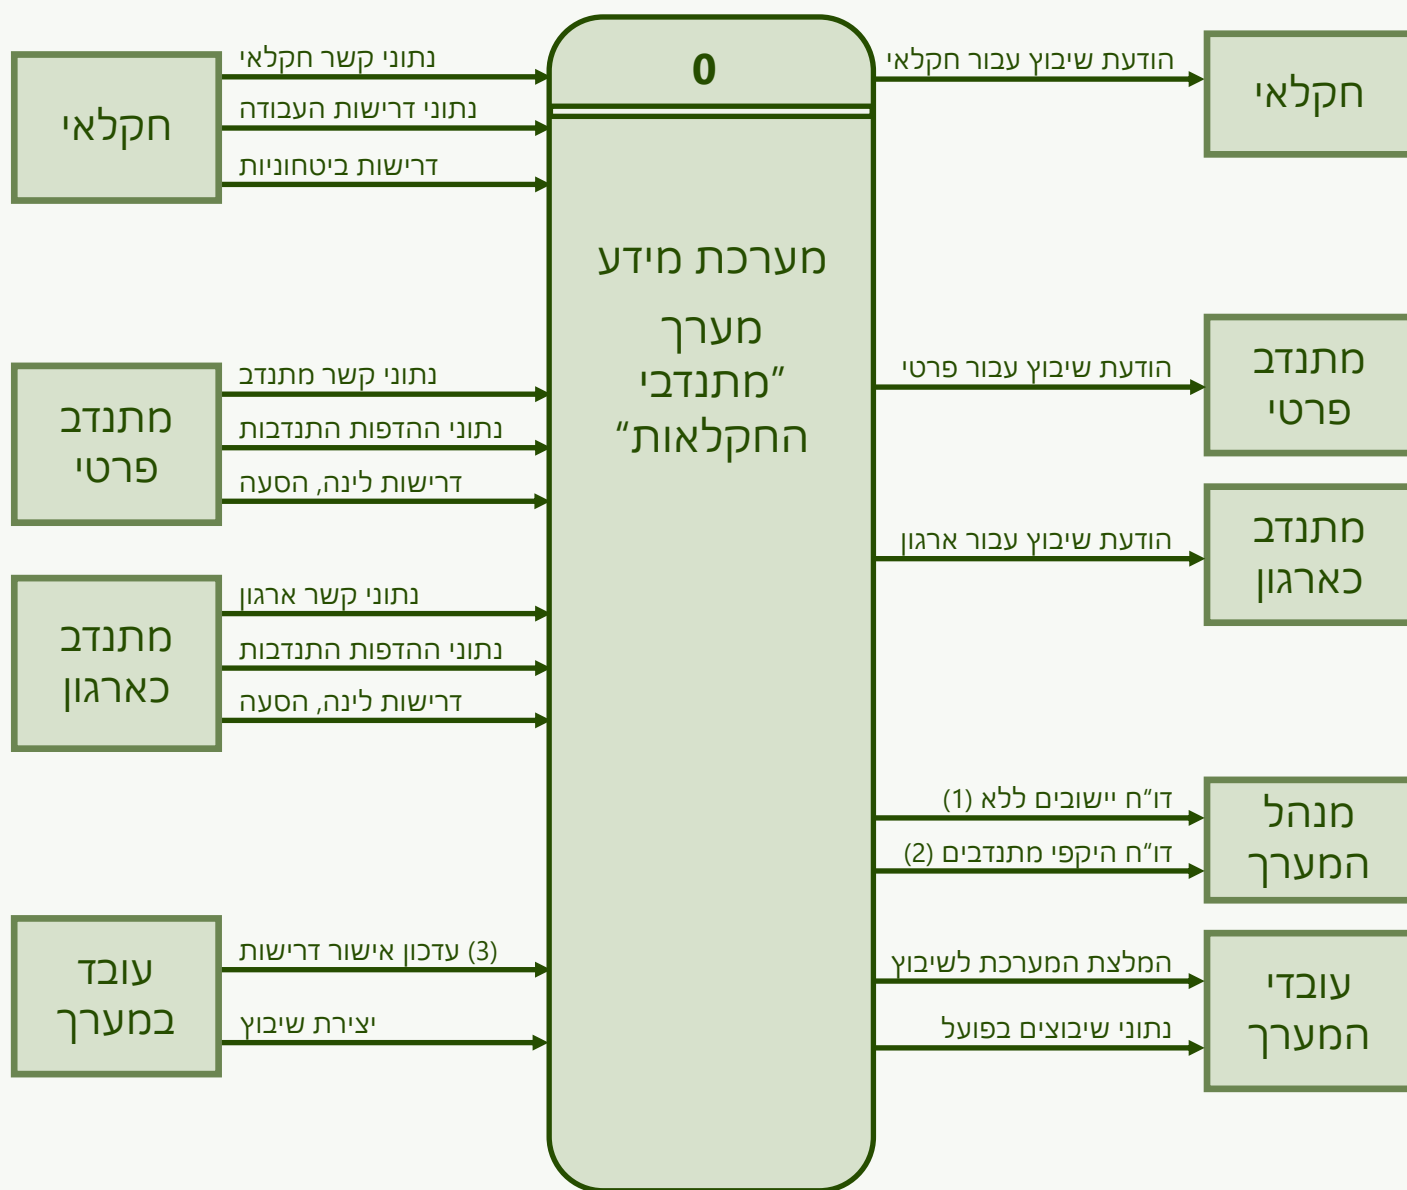 חקלאי
נתוני קשר חקלאי
נתוני דרישות העבודה
דרישות ביטחוניות
מתנדב
פרטי
נתוני קשר מתנדב
נתוני ההדפות התנדבות
דרישות לינה, הסעה
מתנדב
כארגון
נתוני קשר ארגון
נתוני ההדפות התנדבות
דרישות לינה, הסעה
עובד
במערך
(3) עדכון אישור דרישות
יצירת שיבוץ
0
מערכת מידע
מערך
"מתנדבי
החקלאות"
הודעת שיבוץ עבור חקלאי
חקלאי
הודעת שיבוץ עבור פרטי
מתנדב
פרטי
הודעת שיבוץ עבור ארגון
מתנדב
כארגון
דו"ח יישובים ללא (1)
דו"ח היקפי מתנדבים (2)
מנהל
המערך
המלצת המערכת לשיבוץ
נתוני שיבוצים בפועל
עובדי
המערך